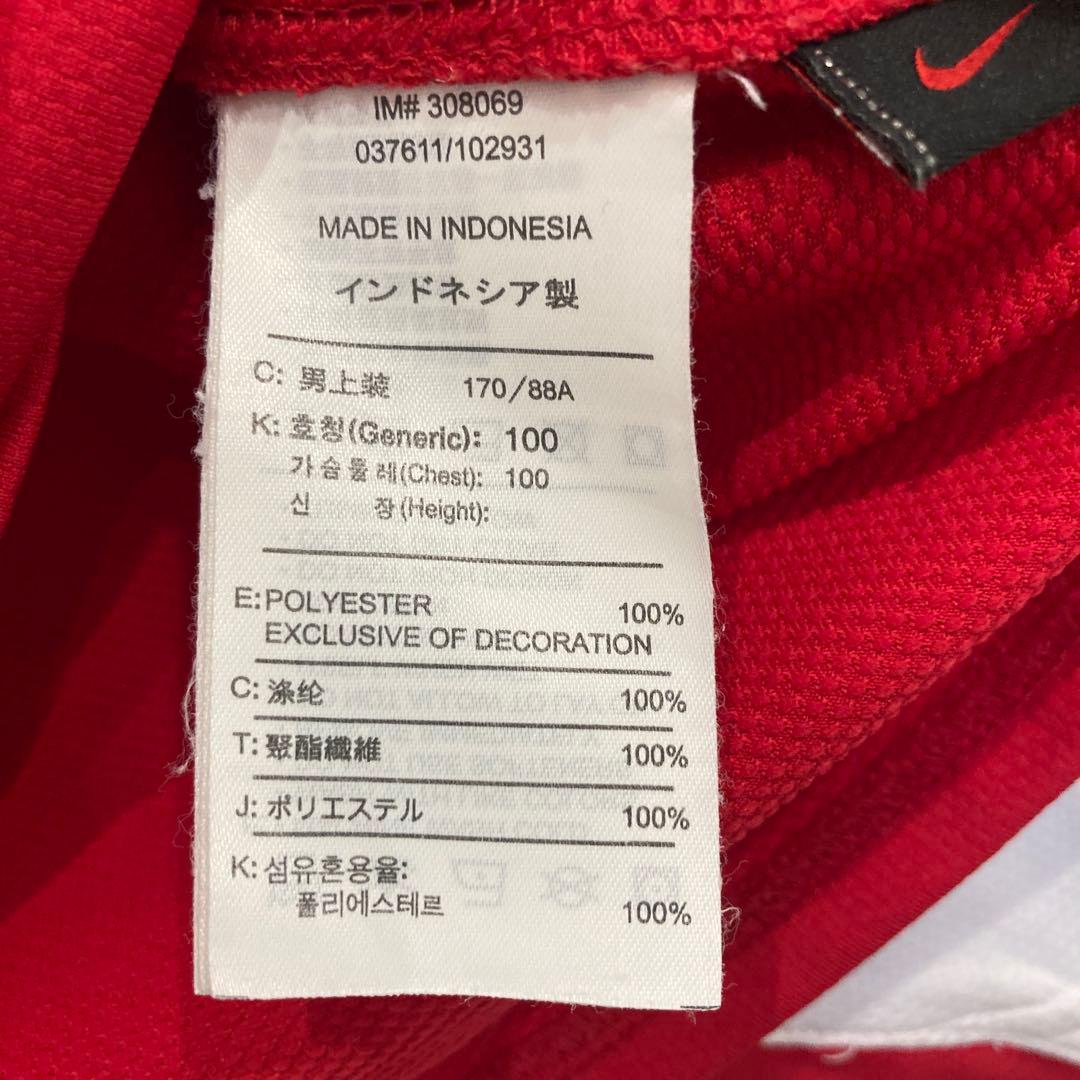 IM# 308069
037611/102931
MADE IN INDONESIA
インドネシア製
C: 男上装 170/88A
K: 호칭(Generic): 100
가슴둘레(Chest): 100
신 장(Height):
E:POLYESTER 100%
EXCLUSIVE OF DECORATION
C: 涤纶 100%
T: 聚酯纖維 100%
J: ポリエステル 100%
K: 섬유혼용율:
폴리에스테르 100%